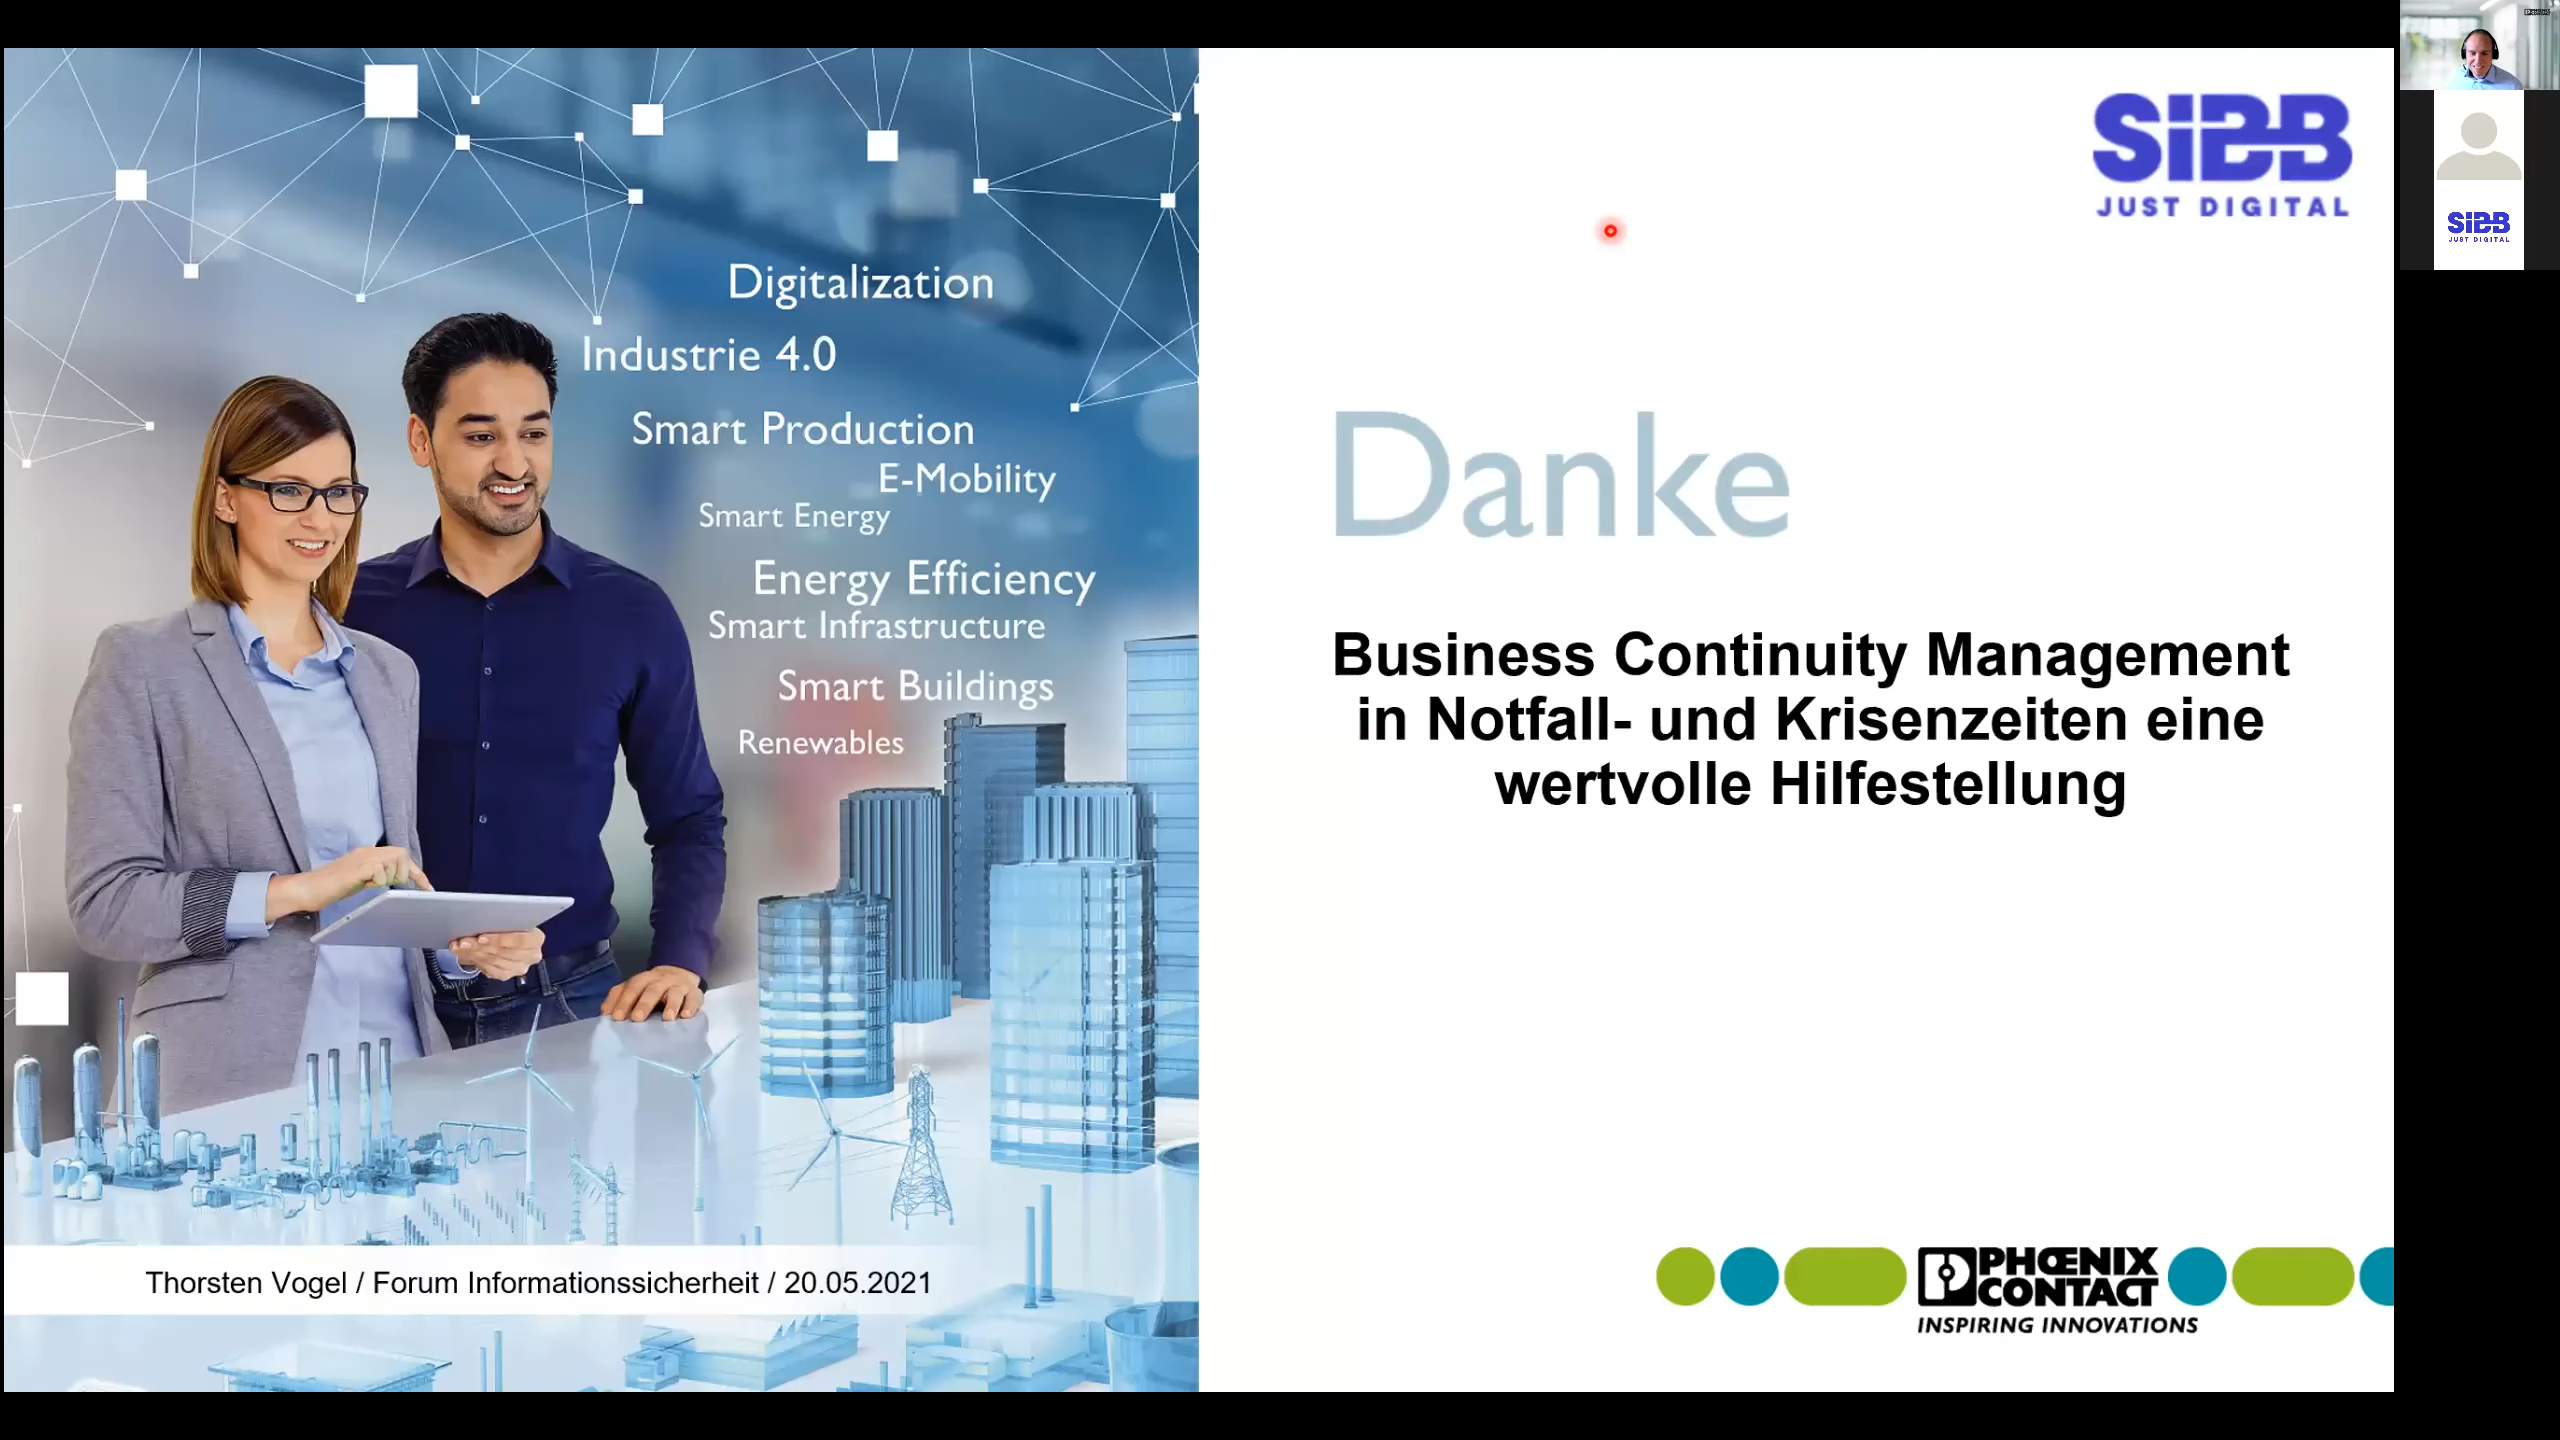 Digitalization
Industrie 4.0
Smart Production
E-Mobility
Smart Energy
Energy Efficiency
Smart Infrastructure
Smart Buildings
Renewables
Thorsten Vogel / Forum Informationssicherheit / 20.05.2021
SIBB
JUST DIGITAL
Danke
Business Continuity Management
in Notfall- und Krisenzeiten eine
wertvolle Hilfestellung
PHŒNIX
CONTACT
INSPIRING INNOVATIONS
SIBB
JUST DIGITAL